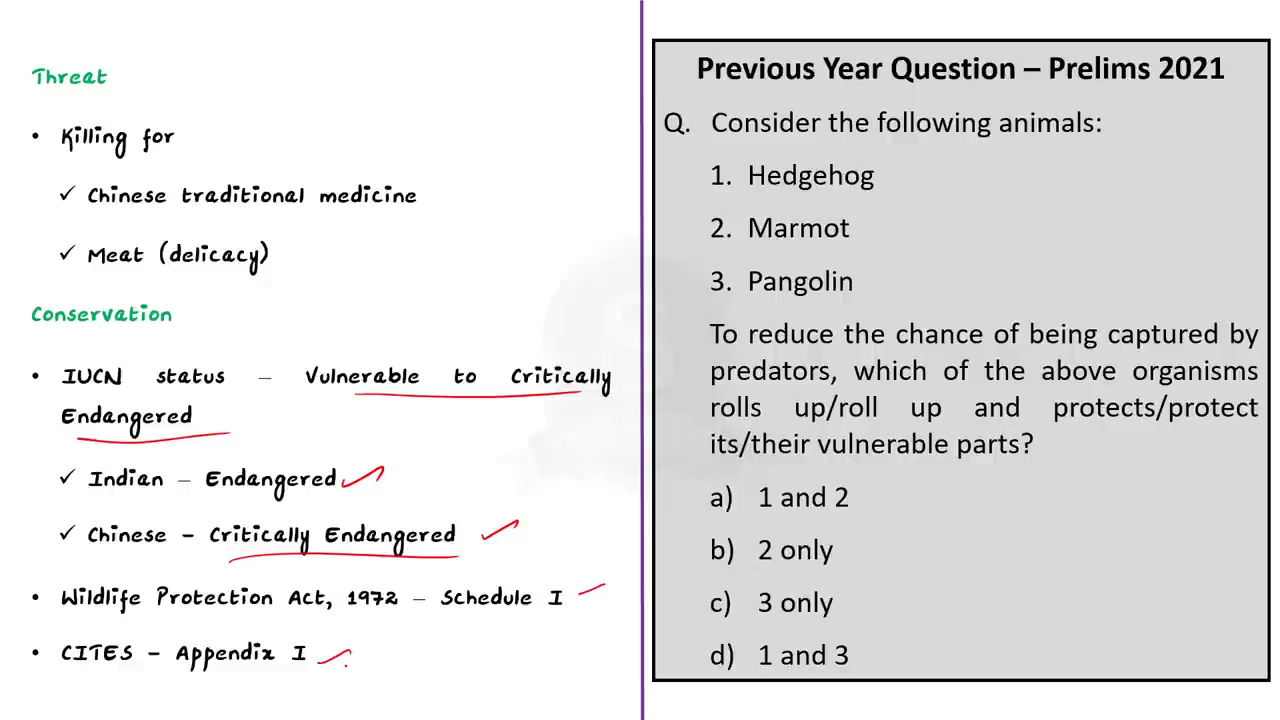 Threat
• Killing for
✓ Chinese traditional medicine
✓ Meat (delicacy)
Conservation
• IUCN status – Vulnerable to Critically
Endangered
✓ Indian – Endangered
✓ Chinese – Critically Endangered
• Wildlife Protection Act, 1972 – Schedule I
• CITES – Appendix I
Previous Year Question – Prelims 2021
Q. Consider the following animals:
1. Hedgehog
2. Marmot
3. Pangolin
To reduce the chance of being captured by
predators, which of the above organisms
rolls up/roll up and protects/protect
its/their vulnerable parts?
a) 1 and 2
b) 2 only
c) 3 only
d) 1 and 3